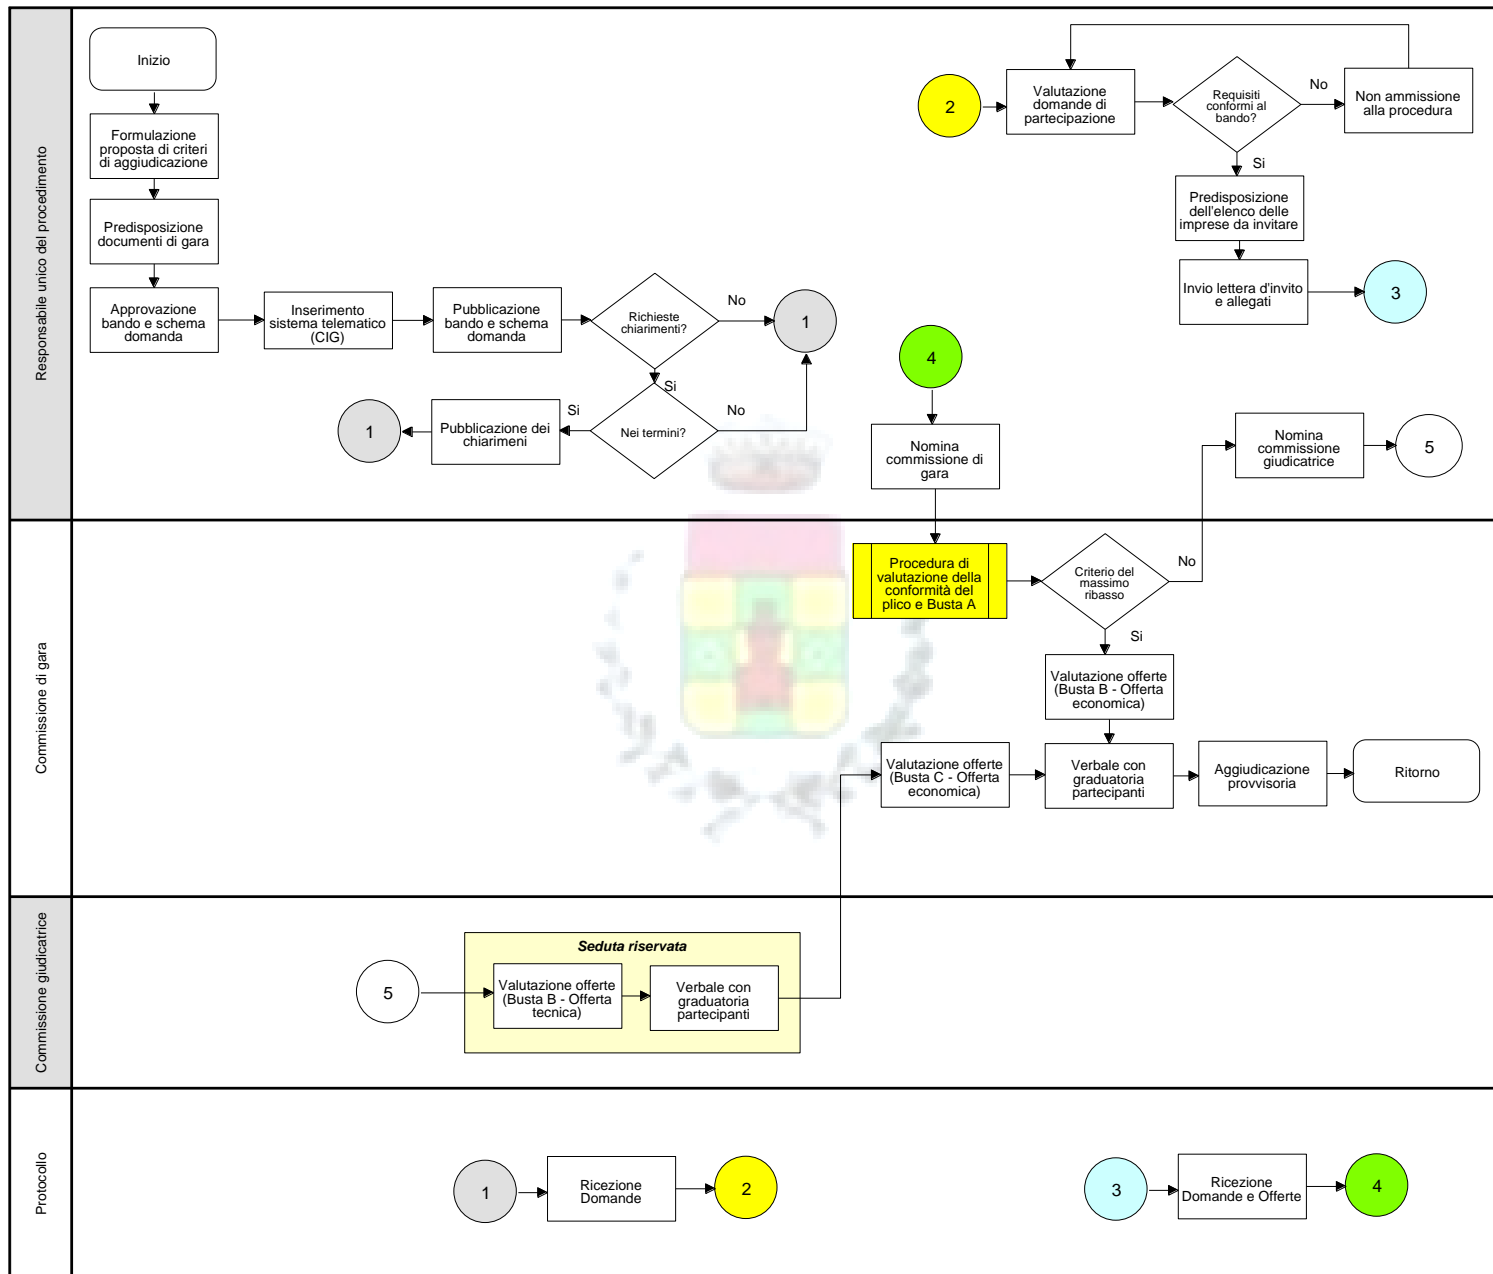 Responsabile unico del procedimento
Inizio
Formulazione
proposta di criteri
di aggiudicazione
Predisposizione
documenti di gara
Approvazione
bando e schema
domanda
Inserimento
sistema telematico
(CIG)
Pubblicazione
bando e schema
domanda
Richieste
chiarimenti?
No
1
Si
Nei termini?
No
Si
Pubblicazione dei
chiarimeni
1
2
Valutazione
domande di
partecipazione
Requisiti
conformi al
bando?
No
Non ammissione
alla procedura
Si
Predisposizione
dell'elenco delle
imprese da invitare
Invio lettera d'invito
e allegati
3
4
Nomina
commissione di
gara
Nomina
commissione
giudicatrice
5
Commissione di gara
Procedura di
valutazione della
conformità del
plico e Busta A
Criterio del
massimo
ribasso
No
Si
Valutazione offerte
(Busta B - Offerta
economica)
Valutazione offerte
(Busta C - Offerta
economica)
Verbale con
graduatoria
partecipanti
Aggiudicazione
provvisoria
Ritorno
Commissione giudicatrice
5
Seduta riservata
Valutazione offerte
(Busta B - Offerta
tecnica)
Verbale con
graduatoria
partecipanti
Protocollo
1
Ricezione
Domande
2
3
Ricezione
Domande e Offerte
4